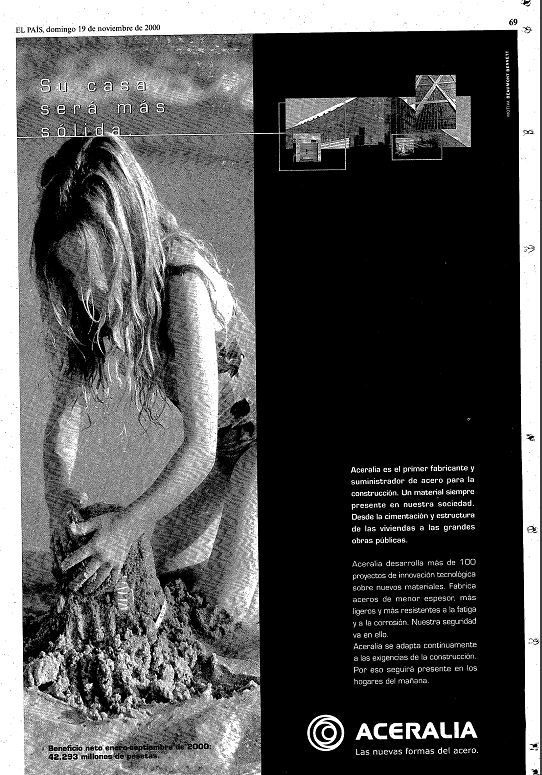 EL PAÍS, domingo 19 de noviembre de 2000
69
Su casa
será más
sólida.
BEAUMONT BENNETT
Aceralia es el primer fabricante y
suministrador de acero para la
construcción. Un material siempre
presente en nuestra sociedad.
Desde la cimentación y estructura
de las viviendas a las grandes
obras públicas.
Aceralia desarrolla más de 100
proyectos de innovación tecnológica
sobre nuevos materiales. Fabrica
aceros de menor espesor, más
ligeros y más resistentes a la fatiga
y a la corrosión. Nuestra seguridad
va en ello.
Aceralia se adapta continuamente
a las exigencias de la construcción.
Por eso seguirá presente en los
hogares del mañana.
Beneficio neto enero-septiembre de 2000:
42.293 millones de pesetas.
ACERALIA
Las nuevas formas del acero.